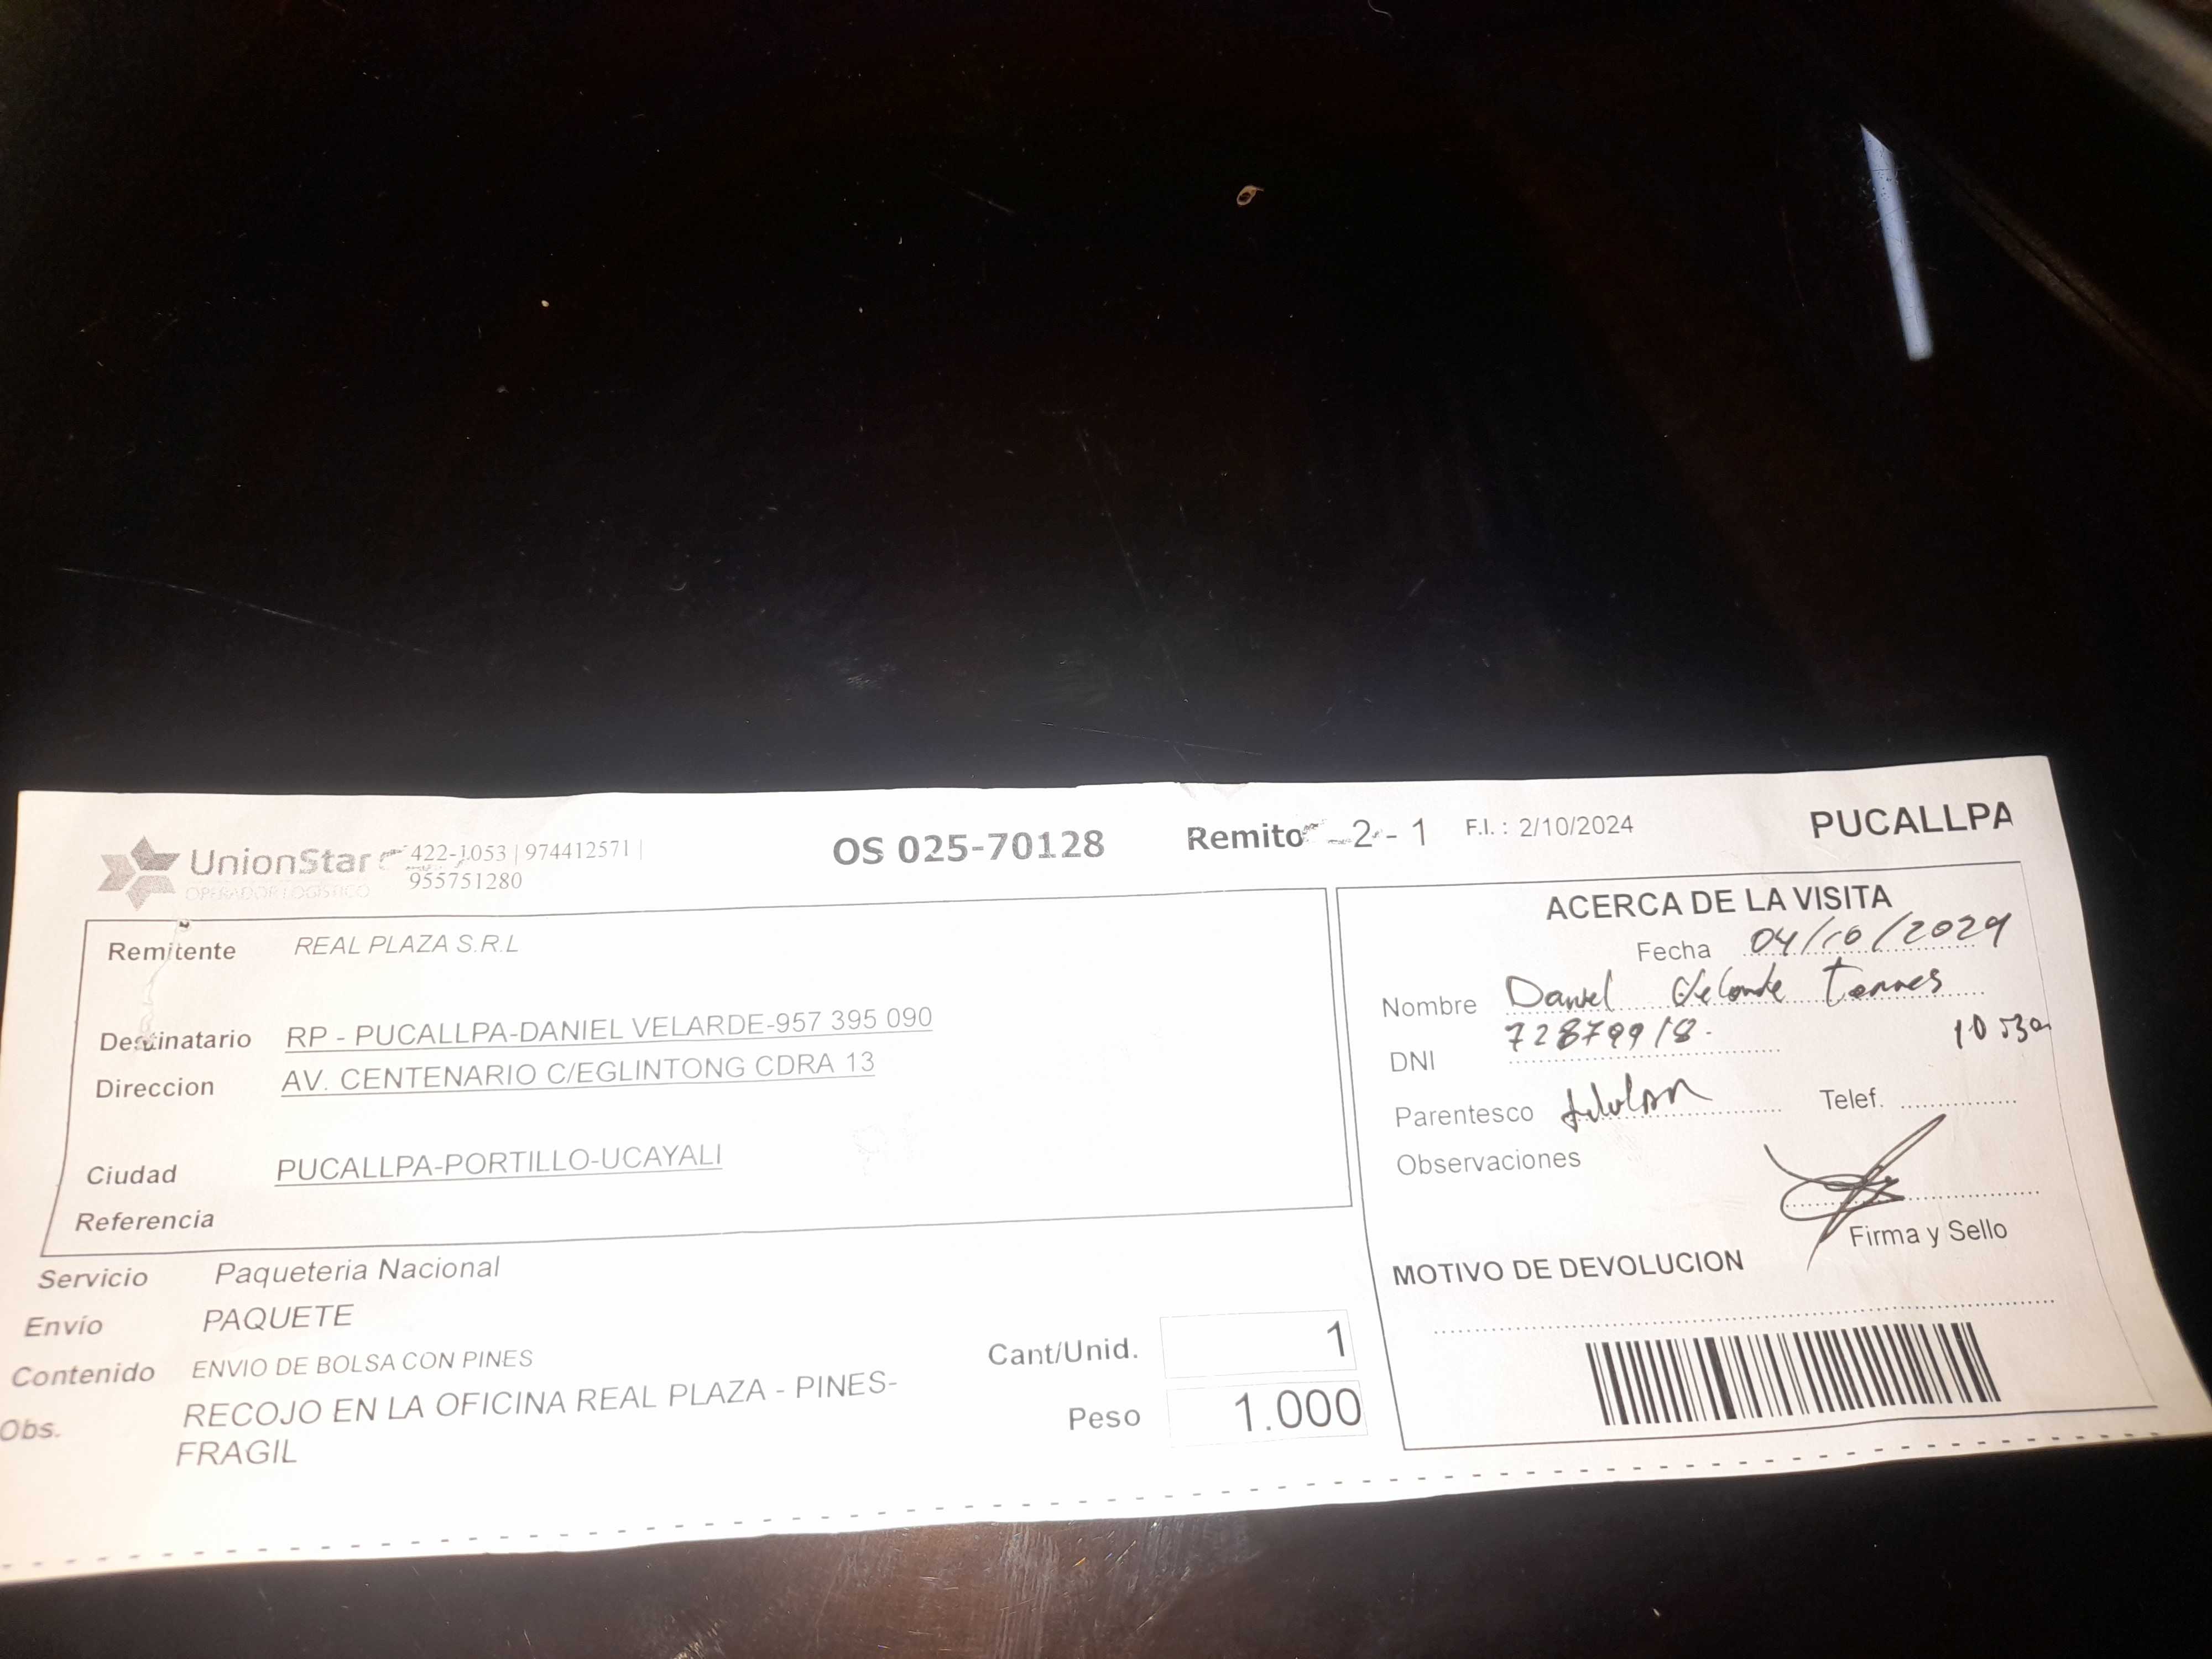 UnionStar
OPERADOR LOGISTICO
422-1053 | 974412571 |
955751280
OS 025-70128
Remito -2 - 1
F.I. : 2/10/2024
PUCALLPA
Remitente REAL PLAZA S.R.L
Destinatario RP - PUCALLPA-DANIEL VELARDE-957 395 090
Direccion AV. CENTENARIO C/EGLINTONG CDRA 13
Ciudad PUCALLPA-PORTILLO-UCAYALI
Referencia
Servicio Paqueteria Nacional
Envío PAQUETE
Contenido ENVIO DE BOLSA CON PINES
Obs. RECOJO EN LA OFICINA REAL PLAZA - PINES-
FRAGIL
Cant/Unid. 1
Peso 1.000
ACERCA DE LA VISITA
Fecha 04/10/2024
Nombre Daniel Torres
DNI 72879918.
Parentesco
Telef.
Observaciones
Firma y Sello
MOTIVO DE DEVOLUCION